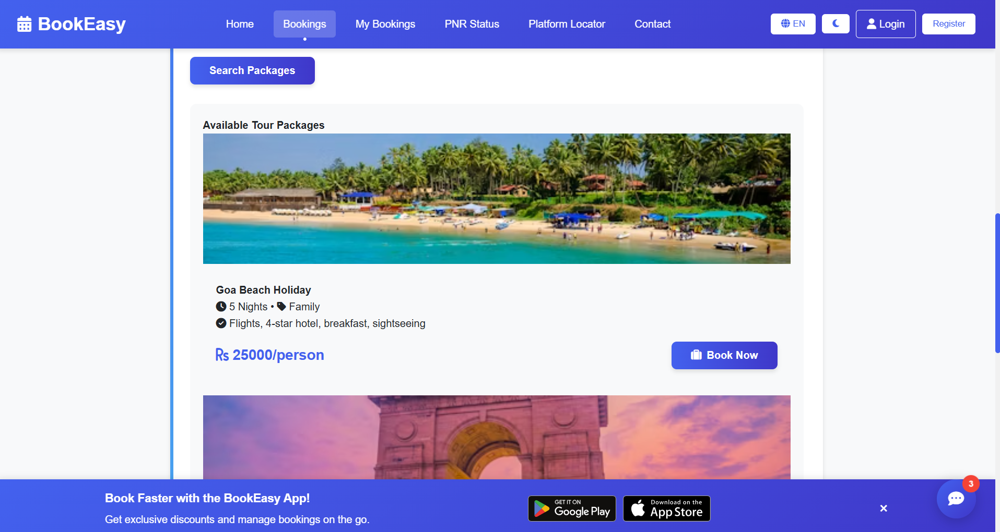 BookEasy
Home
Bookings
My Bookings
PNR Status
Platform Locator
Contact
EN
Login
Register
Search Packages
Available Tour Packages
Goa Beach Holiday
5 Nights • Family
Flights, 4-star hotel, breakfast, sightseeing
₨ 25000/person
Book Now
Book Faster with the BookEasy App!
Get exclusive discounts and manage bookings on the go.
GET IT ON
Google Play
Download on the
App Store
×
3